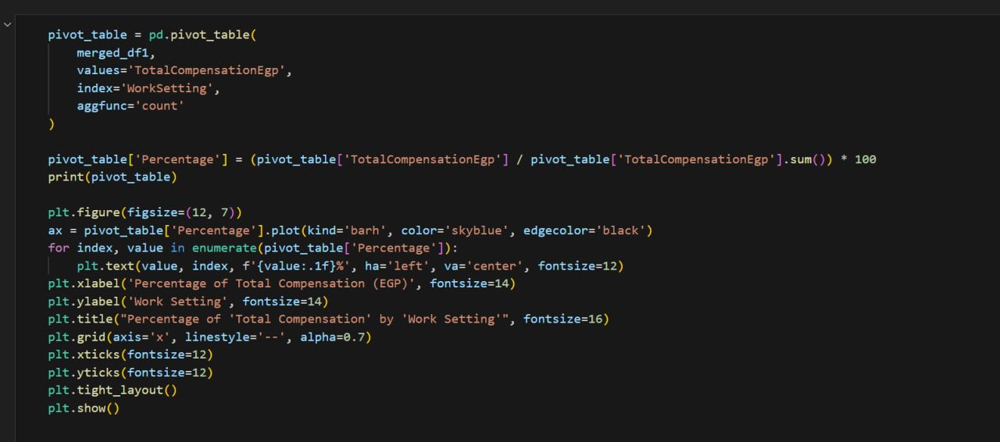 pivot_table = pd.pivot_table(
    merged_df1,
    values='TotalCompensationEgp',
    index='WorkSetting',
    aggfunc='count'
)

pivot_table['Percentage'] = (pivot_table['TotalCompensationEgp'] / pivot_table['TotalCompensationEgp'].sum()) * 100
print(pivot_table)

plt.figure(figsize=(12, 7))
ax = pivot_table['Percentage'].plot(kind='barh', color='skyblue', edgecolor='black')
for index, value in enumerate(pivot_table['Percentage']):
    plt.text(value, index, f'{value:.1f}%', ha='left', va='center', fontsize=12)
plt.xlabel('Percentage of Total Compensation (EGP)', fontsize=14)
plt.ylabel('Work Setting', fontsize=14)
plt.title("Percentage of 'Total Compensation' by 'Work Setting'", fontsize=16)
plt.grid(axis='x', linestyle='--', alpha=0.7)
plt.xticks(fontsize=12)
plt.yticks(fontsize=12)
plt.tight_layout()
plt.show()